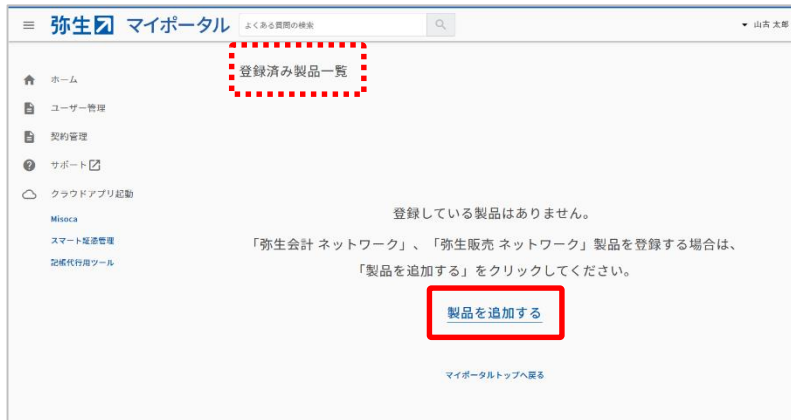 弥生 マイポータル
よくある質問の検索
山吉 太郎
登録済み製品一覧
ホーム
ユーザー管理
契約管理
サポート
クラウドアプリ起動
Misoca
スマート証憑管理
記帳代行用ツール
登録している製品はありません。
「弥生会計 ネットワーク」、「弥生販売 ネットワーク」製品を登録する場合は、
「製品を追加する」をクリックしてください。
製品を追加する
マイポータルトップへ戻る